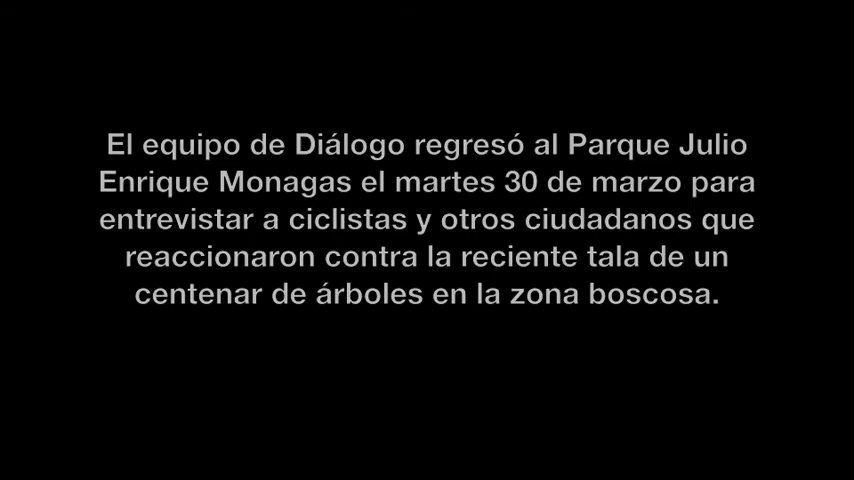 El equipo de Diálogo regresó al Parque Julio
Enrique Monagas el martes 30 de marzo para
entrevistar a ciclistas y otros ciudadanos que
reaccionaron contra la reciente tala de un
centenar de árboles en la zona boscosa.